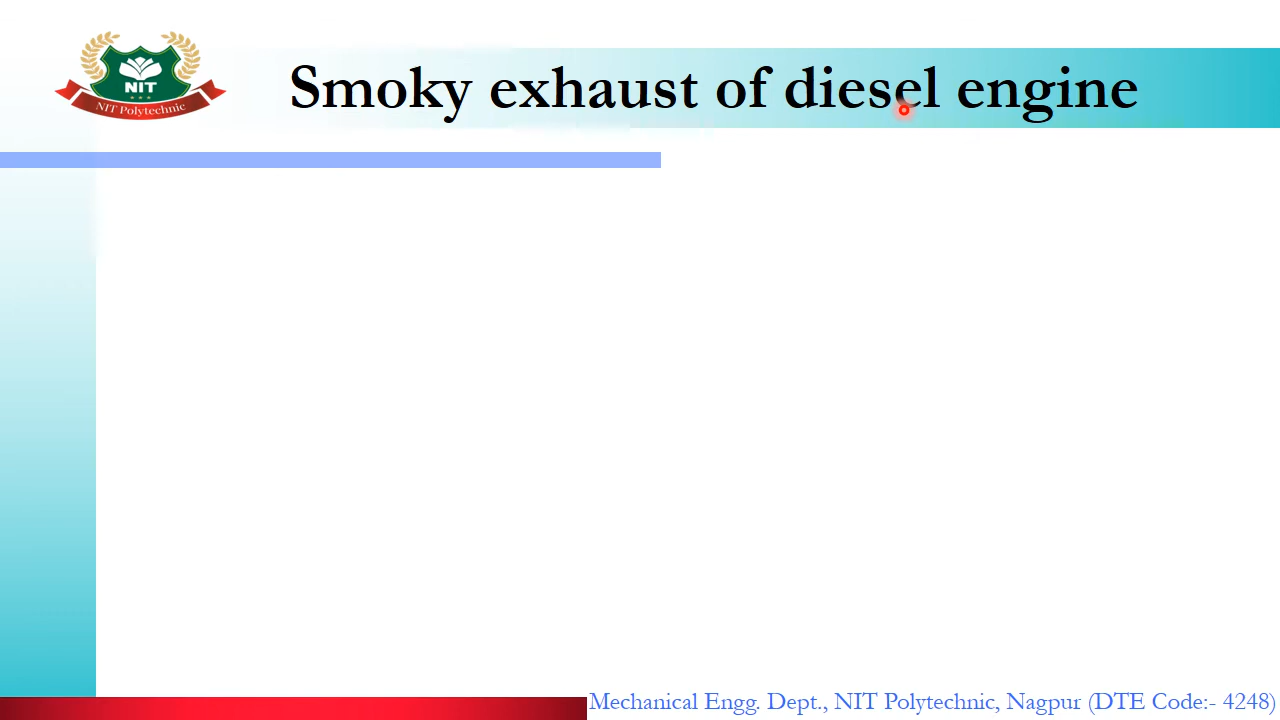 Smoky exhaust of diesel engine
NIT
NIT Polytechnic
Mechanical Engg. Dept., NIT Polytechnic, Nagpur (DTE Code:- 4248)